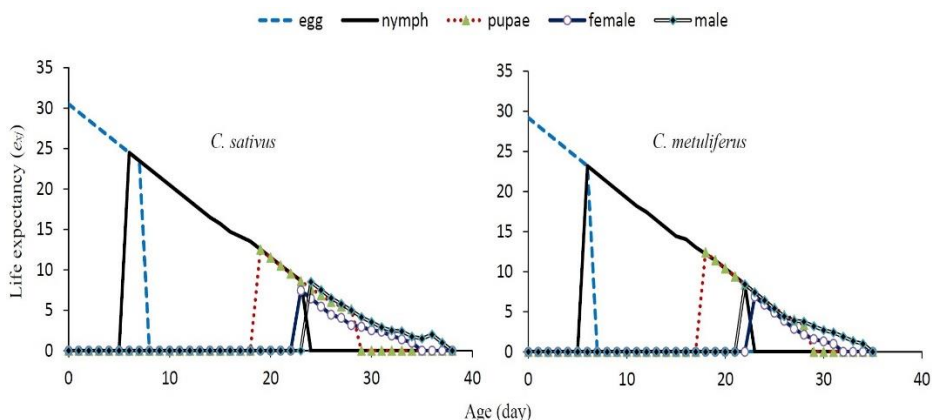 egg nymph pupae female male
Life expectancy (exj)
35
30
25
20
15
10
5
0
C. sativus
0 10 20 30 40
35
30
25
20
15
10
5
0
C. metuliferus
0 10 20 30 40
Age (day)